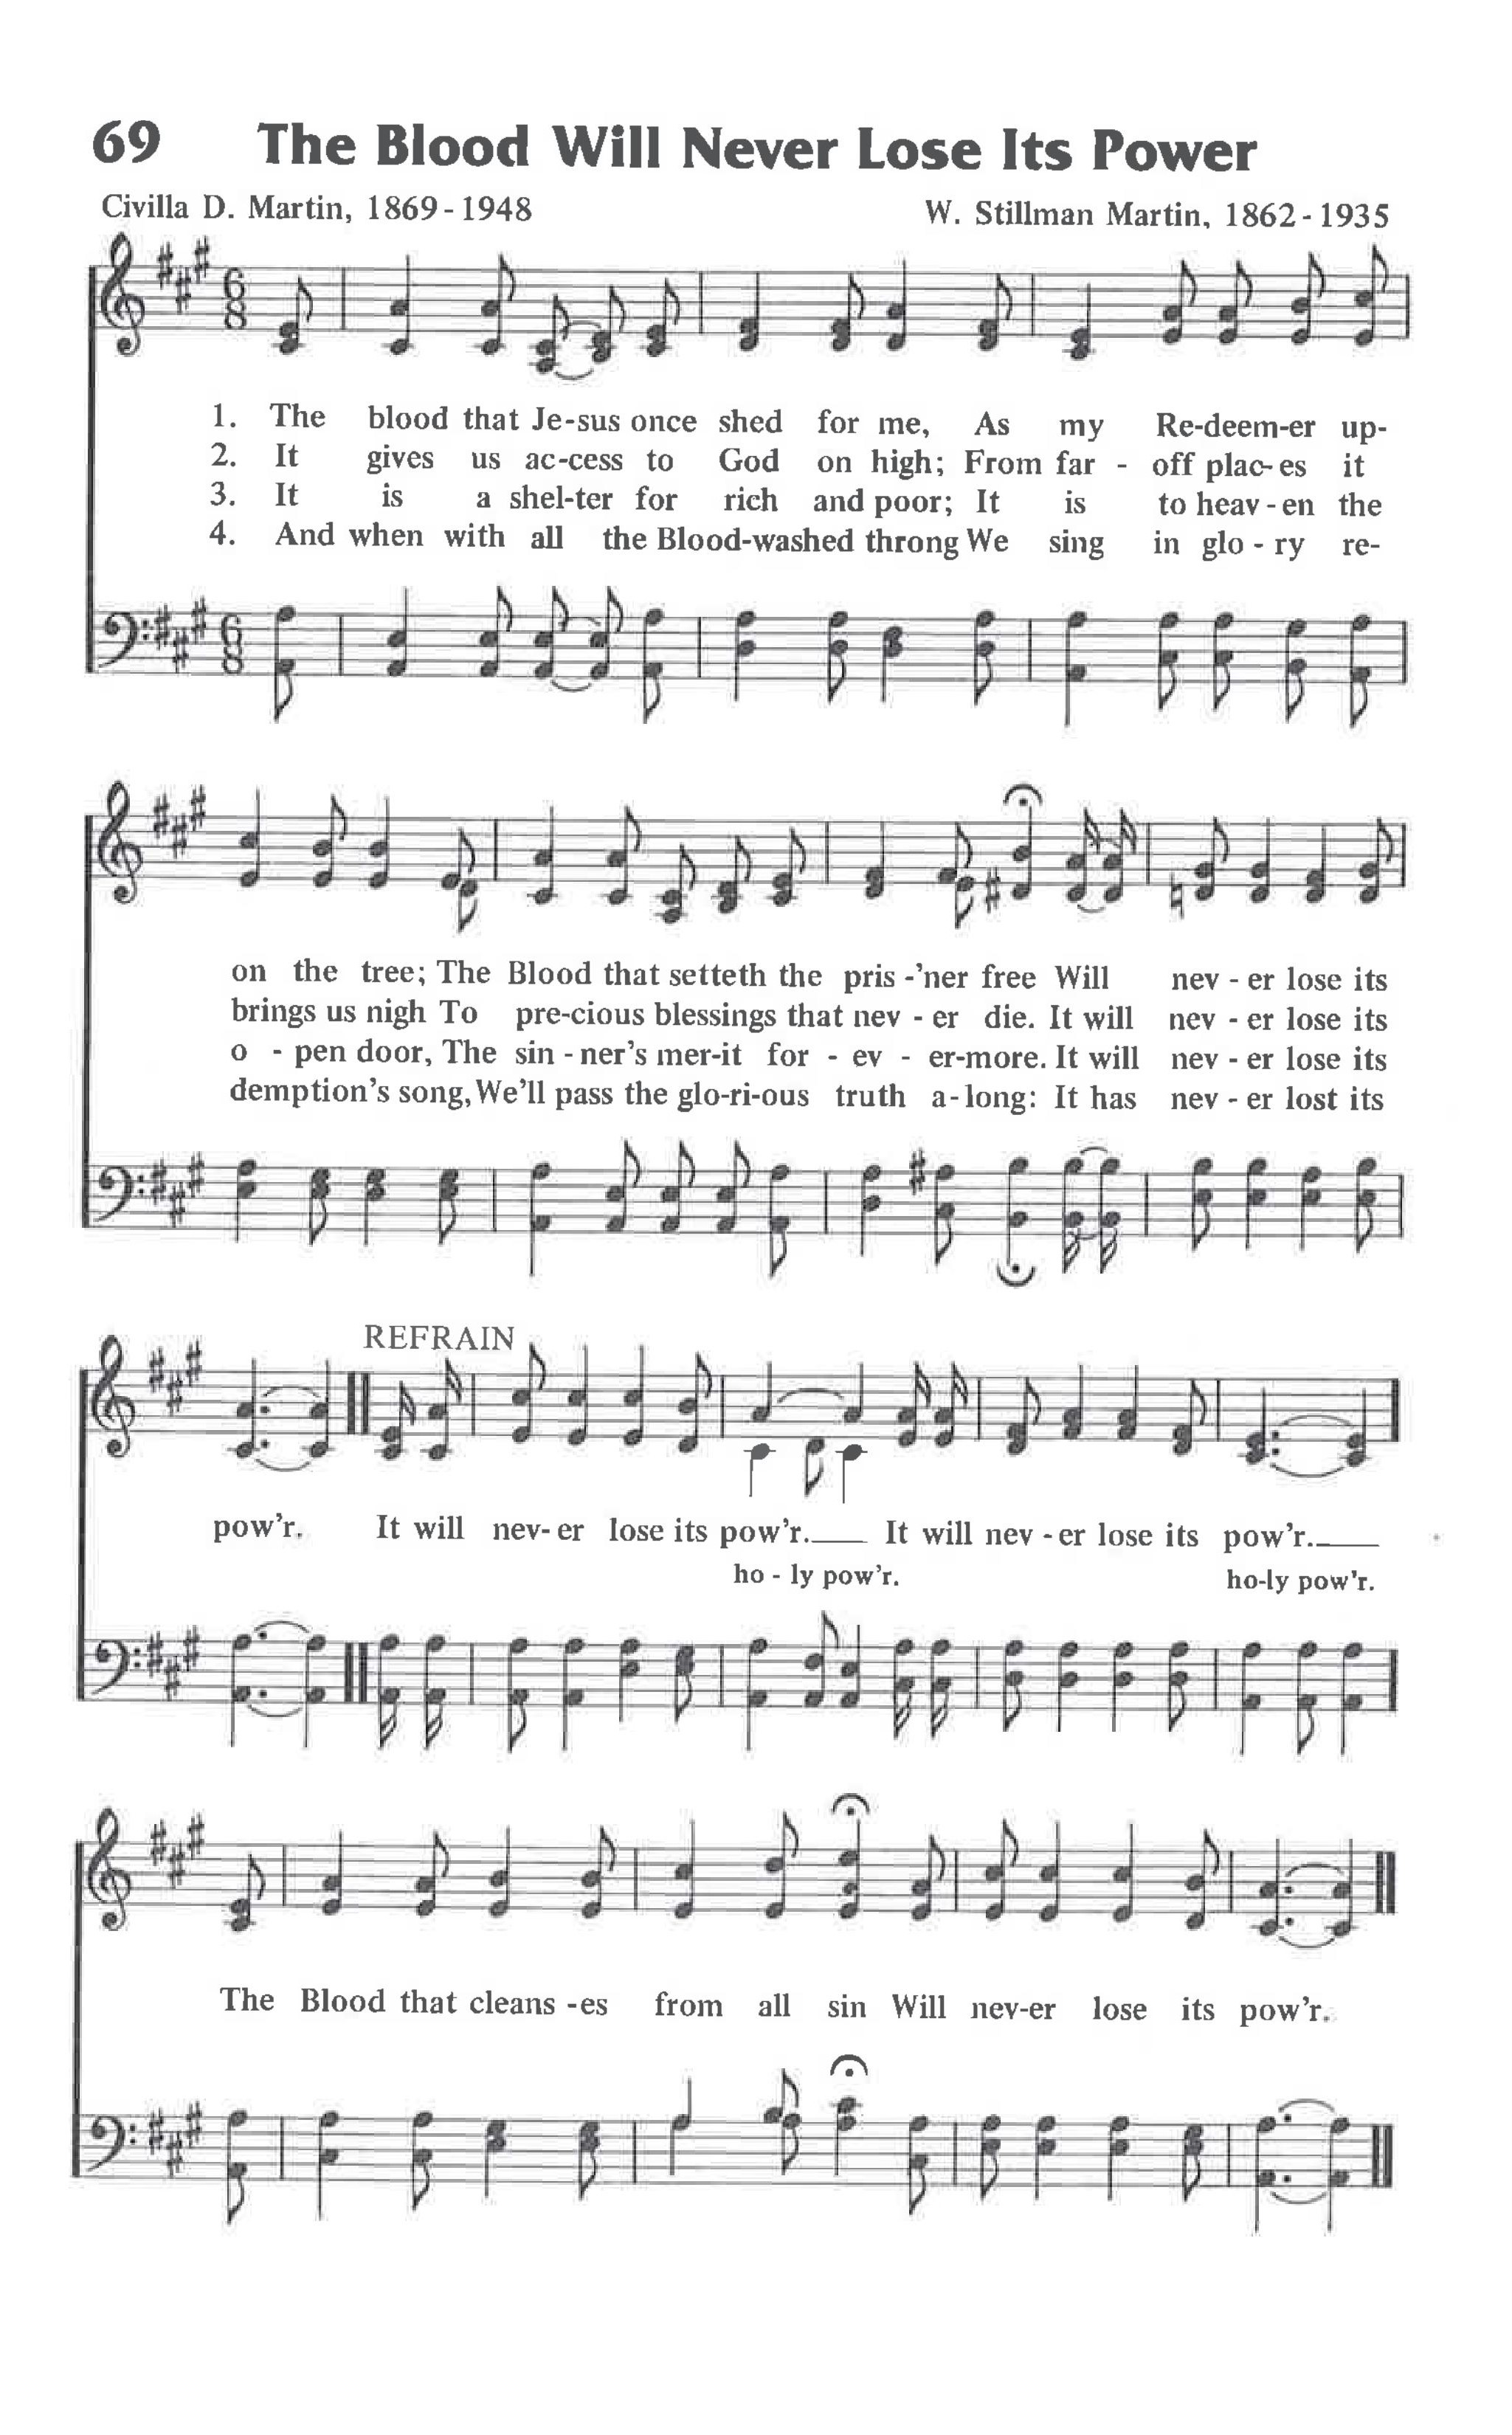 69 The Blood Will Never Lose Its Power
Civilla D. Martin, 1869-1948 W. Stillman Martin, 1862-1935
6 8
1. The blood that Je-sus once shed for me, As my Re-deem-er up-
2. It gives us ac-cess to God on high; From far - off plac-es it
3. It is a shel-ter for rich and poor; It is to heav-en the
4. And when with all the Blood-washed throng We sing in glo-ry re-
6 8
on the tree; The Blood that setteth the pris-'ner free Will nev-er lose its
brings us nigh To pre-cious blessings that nev-er die. It will nev-er lose its
o - pen door, The sin-ner's mer-it for - ev - er-more. It will nev-er lose its
demption's song, We'll pass the glo-ri-ous truth a-long: It has nev-er lost its
REFRAIN
pow'r. It will nev-er lose its pow'r.___ It will nev-er lose its pow'r.___
ho-ly pow'r. ho-ly pow'r.
The Blood that cleans-es from all sin Will nev-er lose its pow'r.